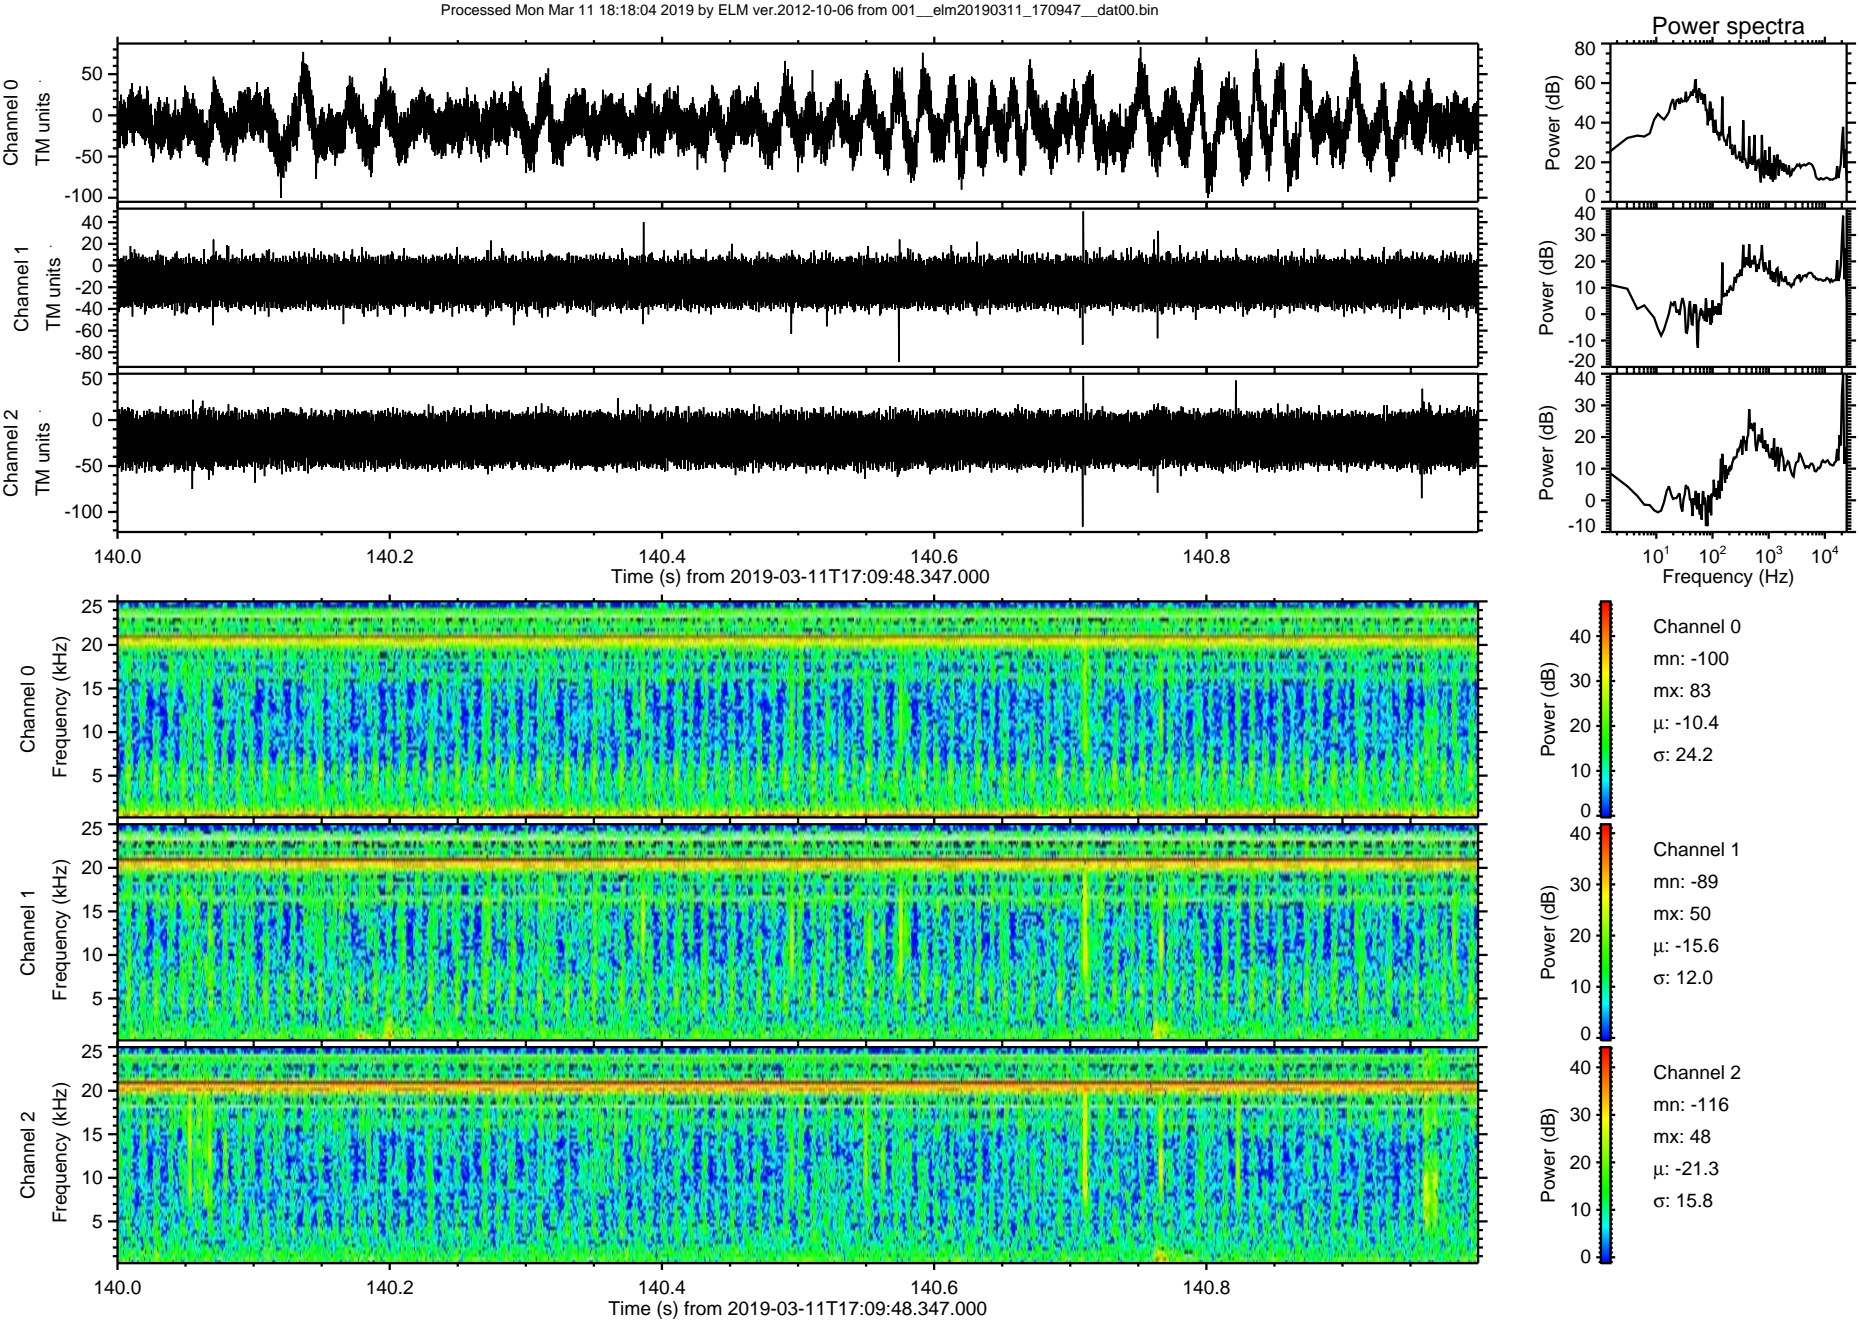 Processed Mon Mar 11 18:18:04 2019 by ELM ver.2012-10-06 from 001__elm20190311_170947__dat00.bin
Power spectra
Channel 0
TM units
50
0
-50
-100
Power (dB)
80
60
40
20
0
Channel 1
TM units
40
20
0
-20
-40
-60
-80
Power (dB)
40
30
20
10
0
-10
-20
Channel 2
TM units
50
0
-50
-100
Power (dB)
40
30
20
10
0
-10
140.0 140.2 140.4 140.6 140.8
Time (s) from 2019-03-11T17:09:48.347.000
10^1 10^2 10^3 10^4
Frequency (Hz)
Channel 0
Frequency (kHz)
25
20
15
10
5
Power (dB)
40
30
20
10
0
Channel 0
mn: -100
mx: 83
μ: -10.4
σ: 24.2
Channel 1
Frequency (kHz)
25
20
15
10
5
Power (dB)
40
30
20
10
0
Channel 1
mn: -89
mx: 50
μ: -15.6
σ: 12.0
Channel 2
Frequency (kHz)
25
20
15
10
5
Power (dB)
40
30
20
10
0
Channel 2
mn: -116
mx: 48
μ: -21.3
σ: 15.8
140.0 140.2 140.4 140.6 140.8
Time (s) from 2019-03-11T17:09:48.347.000